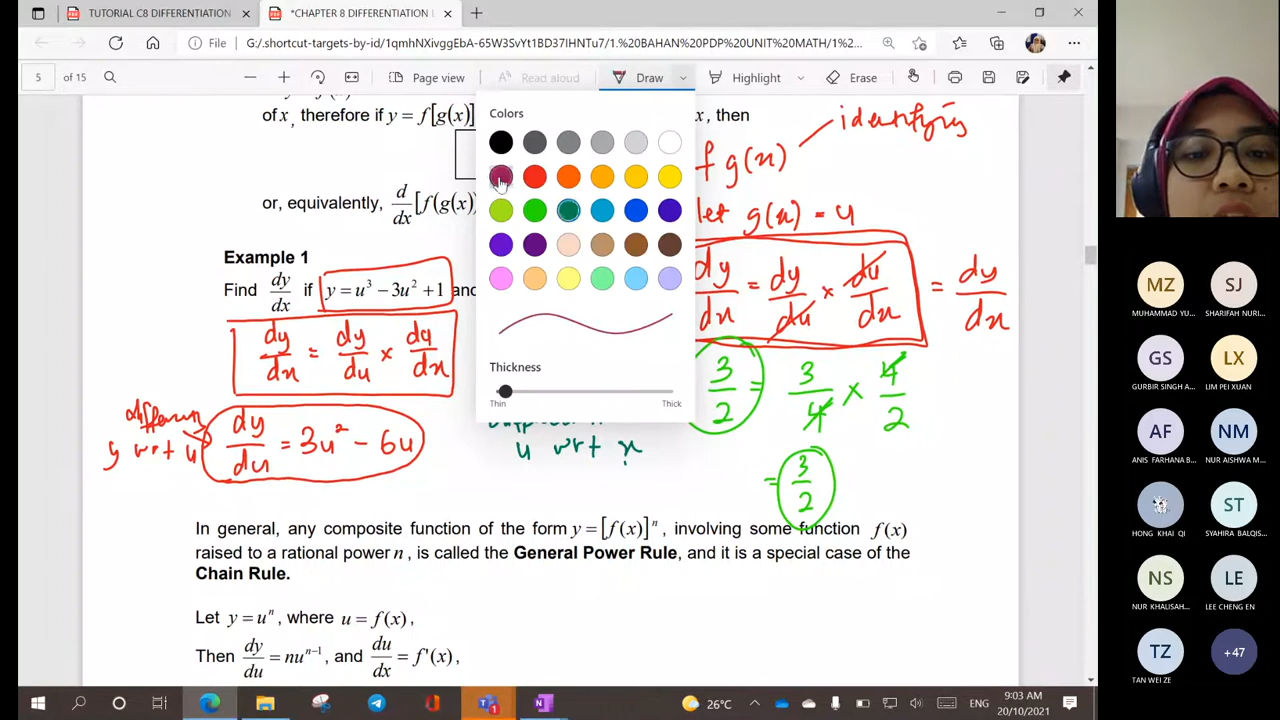 TUTORIAL C8 DIFFERENTIATION
*CHAPTER 8 DIFFERENTIATION
File G:/.shortcut-targets-by-id/1qmhNXivggEbA-65W3SvYt1BD37IHNTu7/1.%20BAHAN%20PDP%20UNIT%20MATH/1%2...
5 of 15 Page view Read aloud Draw Highlight Erase
of x, therefore if y = f[g(x)] x, then
identifying
f g(x)
or, equivalently, d/dx [f(g(x))
let g(x) = u
Colors
Example 1
Find dy/dx if y = u³ − 3u² + 1 and
dy/dx = dy/du × du/dx = dy/dx
dy/dx = dy/du × du/dx
Thickness
Thin Thick
3/2 = 3/4 × 4/2
y wrt u
dy/du = 3u² − 6u
u wrt x
= 3/2
In general, any composite function of the form y = [f(x)]ⁿ, involving some function f(x)
raised to a rational power n, is called the General Power Rule, and it is a special case of the
Chain Rule.
Let y = uⁿ, where u = f(x),
Then dy/du = nuⁿ⁻¹, and du/dx = f'(x),
MZ SJ
MUHAMMAD YU... SHARIFAH NURI...
GS LX
GURBIR SINGH A... LIM PEI XUAN
AF NM
ANIS FARHANA B... NUR AISHWA M...
ST
HONG KHAI QI SYAHIRA BALQIS...
NS LE
NUR KHALISAH... LEE CHENG EN
TZ +47
TAN WEI ZE
26°C ENG 9:03 AM
20/10/2021